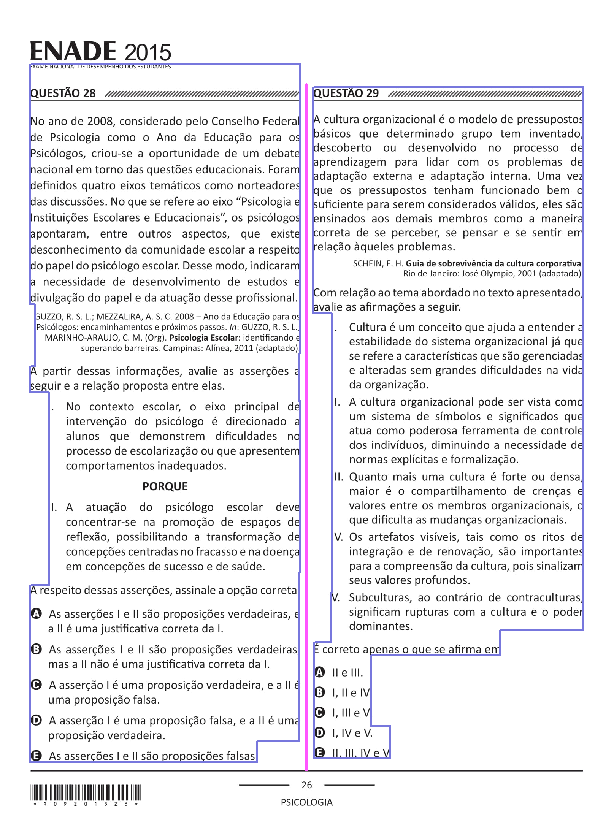 ENADE 2015
EXAME NACIONAL DE DESEMPENHO DOS ESTUDANTES
QUESTÃO 28
No ano de 2008, considerado pelo Conselho Federal
de Psicologia como o Ano da Educação para os
Psicólogos, criou-se a oportunidade de um debate
nacional em torno das questões educacionais. Foram
definidos quatro eixos temáticos como norteadores
das discussões. No que se refere ao eixo “Psicologia e
Instituições Escolares e Educacionais”, os psicólogos
apontaram, entre outros aspectos, que existe
desconhecimento da comunidade escolar a respeito
do papel do psicólogo escolar. Desse modo, indicaram
a necessidade de desenvolvimento de estudos e
divulgação do papel e da atuação desse profissional.
GUZZO, R. S. L.; MEZZALIRA, A. S. C. 2008 – Ano da Educação para os
Psicólogos: encaminhamentos e próximos passos. In: GUZZO, R. S. L.,
MARINHO-ARAUJO, C. M. (Org). Psicologia Escolar: identificando e
superando barreiras. Campinas: Alínea, 2011 (adaptado)
A partir dessas informações, avalie as asserções a
seguir e a relação proposta entre elas.
I. No contexto escolar, o eixo principal de
intervenção do psicólogo é direcionado a
alunos que demonstrem dificuldades no
processo de escolarização ou que apresentem
comportamentos inadequados.
PORQUE
I. A atuação do psicólogo escolar deve
concentrar-se na promoção de espaços de
reflexão, possibilitando a transformação de
concepções centradas no fracasso e na doença
em concepções de sucesso e de saúde.
A respeito dessas asserções, assinale a opção correta
A As asserções I e II são proposições verdadeiras, e
a II é uma justificativa correta da I.
B As asserções I e II são proposições verdadeiras,
mas a II não é uma justificativa correta da I.
C A asserção I é uma proposição verdadeira, e a II é
uma proposição falsa.
D A asserção I é uma proposição falsa, e a II é uma
proposição verdadeira.
E As asserções I e II são proposições falsas
QUESTÃO 29
A cultura organizacional é o modelo de pressupostos
básicos que determinado grupo tem inventado,
descoberto ou desenvolvido no processo de
aprendizagem para lidar com os problemas de
adaptação externa e adaptação interna. Uma vez
que os pressupostos tenham funcionado bem o
suficiente para serem considerados válidos, eles são
ensinados aos demais membros como a maneira
correta de se perceber, se pensar e se sentir em
relação àqueles problemas.
SCHEIN, E. H. Guia de sobrevivência da cultura corporativa
Rio de Janeiro: José Olympio, 2001 (adaptado)
Com relação ao tema abordado no texto apresentado,
avalie as afirmações a seguir.
I. Cultura é um conceito que ajuda a entender a
estabilidade do sistema organizacional já que
se refere a características que são gerenciadas
e alteradas sem grandes dificuldades na vida
da organização.
I. A cultura organizacional pode ser vista como
um sistema de símbolos e significados que
atua como poderosa ferramenta de controle
dos indivíduos, diminuindo a necessidade de
normas explícitas e formalização.
II. Quanto mais uma cultura é forte ou densa,
maior é o compartilhamento de crenças e
valores entre os membros organizacionais, o
que dificulta as mudanças organizacionais.
V. Os artefatos visíveis, tais como os ritos de
integração e de renovação, são importantes
para a compreensão da cultura, pois sinalizam
seus valores profundos.
V. Subculturas, ao contrário de contraculturas,
significam rupturas com a cultura e o poder
dominantes.
É correto apenas o que se afirma em
A II e III.
B I, II e IV
C I, III e V
D I, IV e V.
E II, III, IV e V
26
PSICOLOGIA